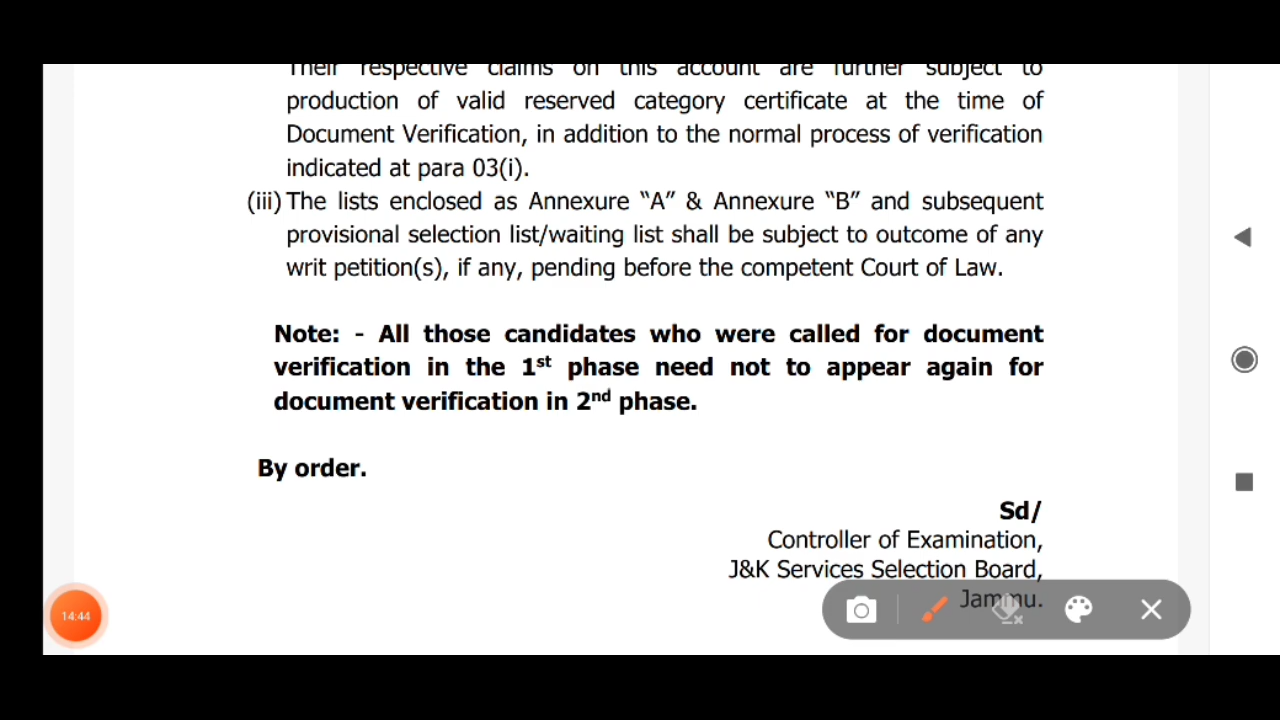 Their respective claims on this account are further subject to
production of valid reserved category certificate at the time of
Document Verification, in addition to the normal process of verification
indicated at para 03(i).
(iii) The lists enclosed as Annexure “A” & Annexure “B” and subsequent
provisional selection list/waiting list shall be subject to outcome of any
writ petition(s), if any, pending before the competent Court of Law.
Note: - All those candidates who were called for document
verification in the 1st phase need not to appear again for
document verification in 2nd phase.
By order.
Sd/
Controller of Examination,
J&K Services Selection Board,
Jammu.
14:44